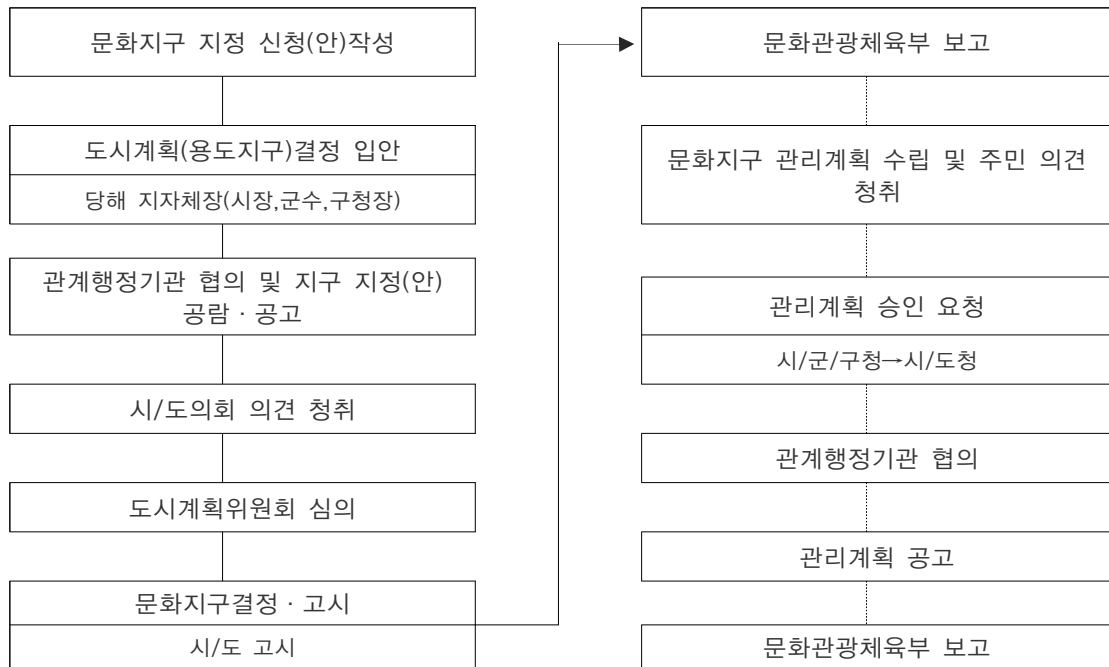 문화지구 지정 신청(안)작성
도시계획(용도지구)결정 입안
당해 지자체장(시장,군수,구청장)
관계행정기관 협의 및 지구 지정(안)
공람·공고
시/도의회 의견 청취
도시계획위원회 심의
문화지구결정·고시
시/도 고시
문화관광체육부 보고
문화지구 관리계획 수립 및 주민 의견
청취
관리계획 승인 요청
시/군/구청→시/도청
관계행정기관 협의
관리계획 공고
문화관광체육부 보고